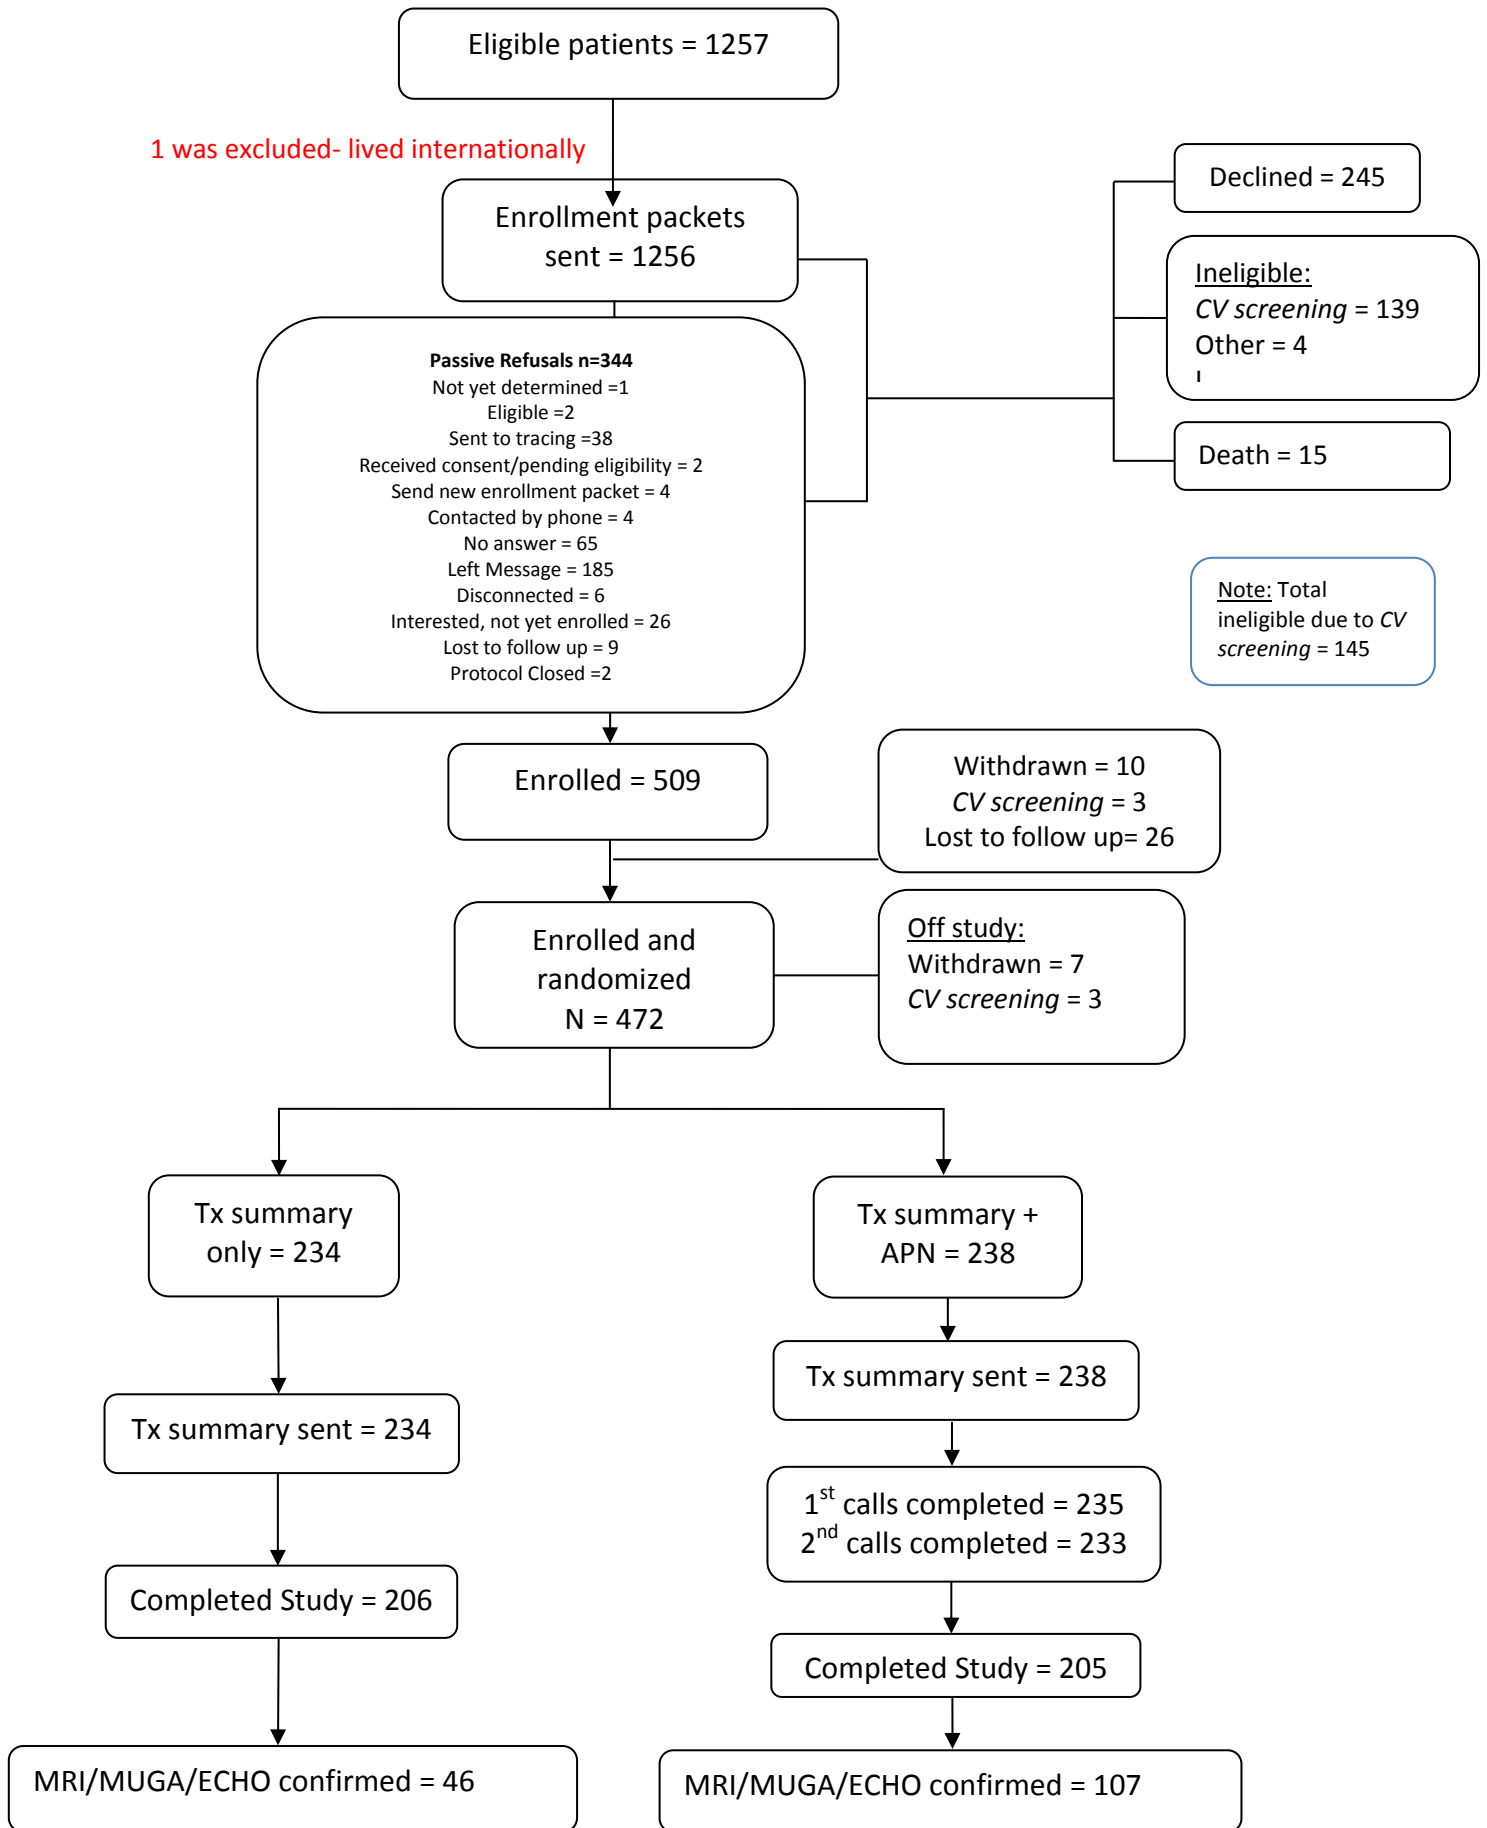 Eligible patients = 1257
1 was excluded- lived internationally
Enrollment packets
sent = 1256
Declined = 245
Ineligible:
CV screening = 139
Other = 4
Death = 15
Passive Refusals n=344
Not yet determined =1
Eligible =2
Sent to tracing =38
Received consent/pending eligibility = 2
Send new enrollment packet = 4
Contacted by phone = 4
No answer = 65
Left Message = 185
Disconnected = 6
Interested, not yet enrolled = 26
Lost to follow up = 9
Protocol Closed =2
Note: Total
ineligible due to CV
screening = 145
Enrolled = 509
Withdrawn = 10
CV screening = 3
Lost to follow up= 26
Enrolled and
randomized
N = 472
Off study:
Withdrawn = 7
CV screening = 3
Tx summary
only = 234
Tx summary sent = 234
Completed Study = 206
MRI/MUGA/ECHO confirmed = 46
Tx summary +
APN = 238
Tx summary sent = 238
1st calls completed = 235
2nd calls completed = 233
Completed Study = 205
MRI/MUGA/ECHO confirmed = 107